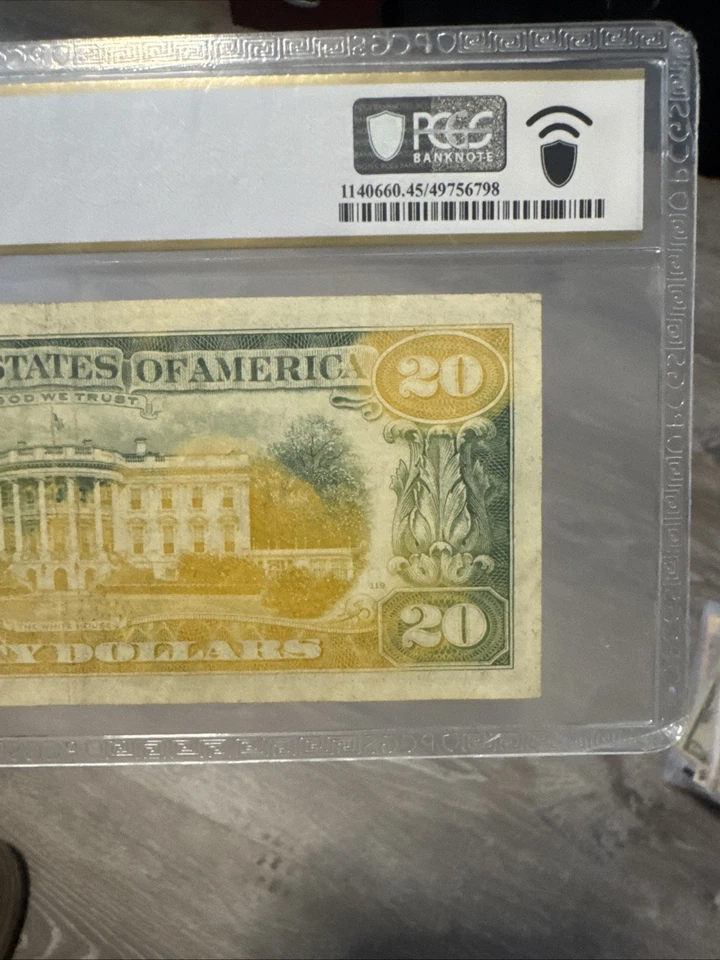 PCGS
BANKNOTE
1140660.45/49756798
STATES OF AMERICA
20
GOD WE TRUST
THE WHITE HOUSE
20
Y DOLLARS